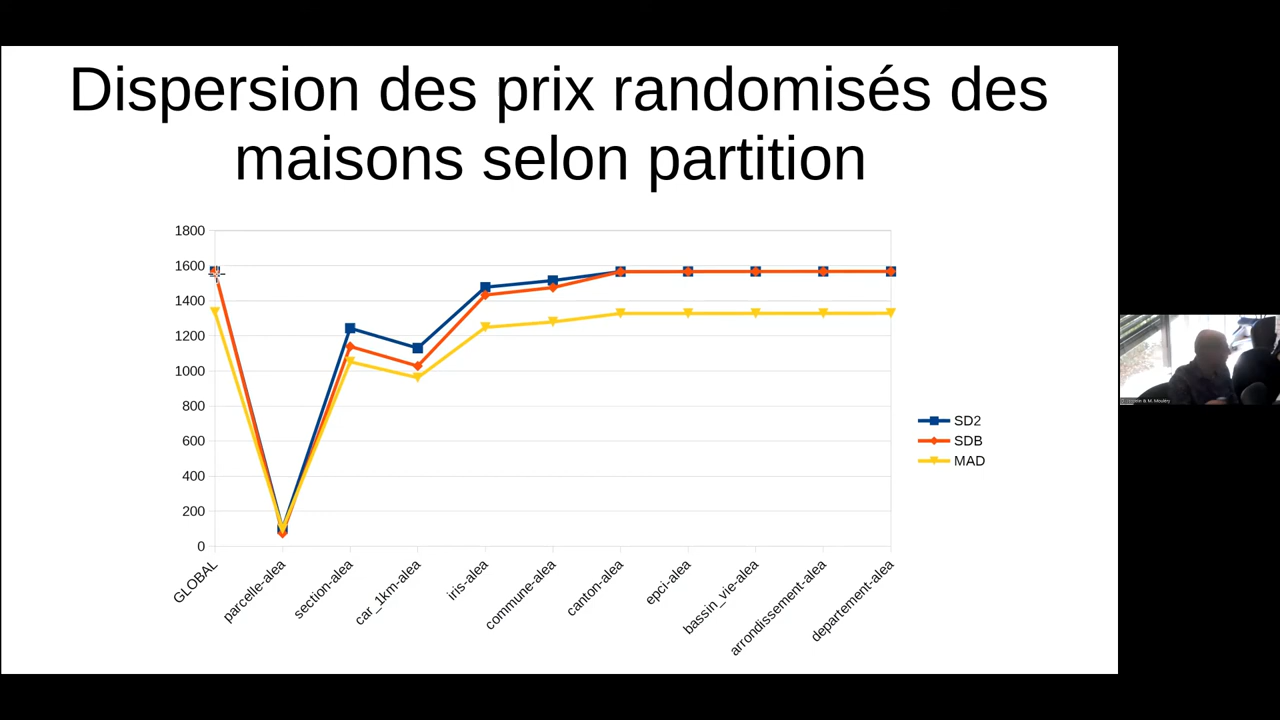 Dispersion des prix randomisés des
maisons selon partition
1800
1600
1400
1200
1000
800
600
400
200
0
GLOBAL
parcelle-alea
section-alea
car_1km-alea
iris-alea
commune-alea
canton-alea
epci-alea
bassin_vie-alea
arrondissement-alea
departement-alea
SD2
SDB
MAD